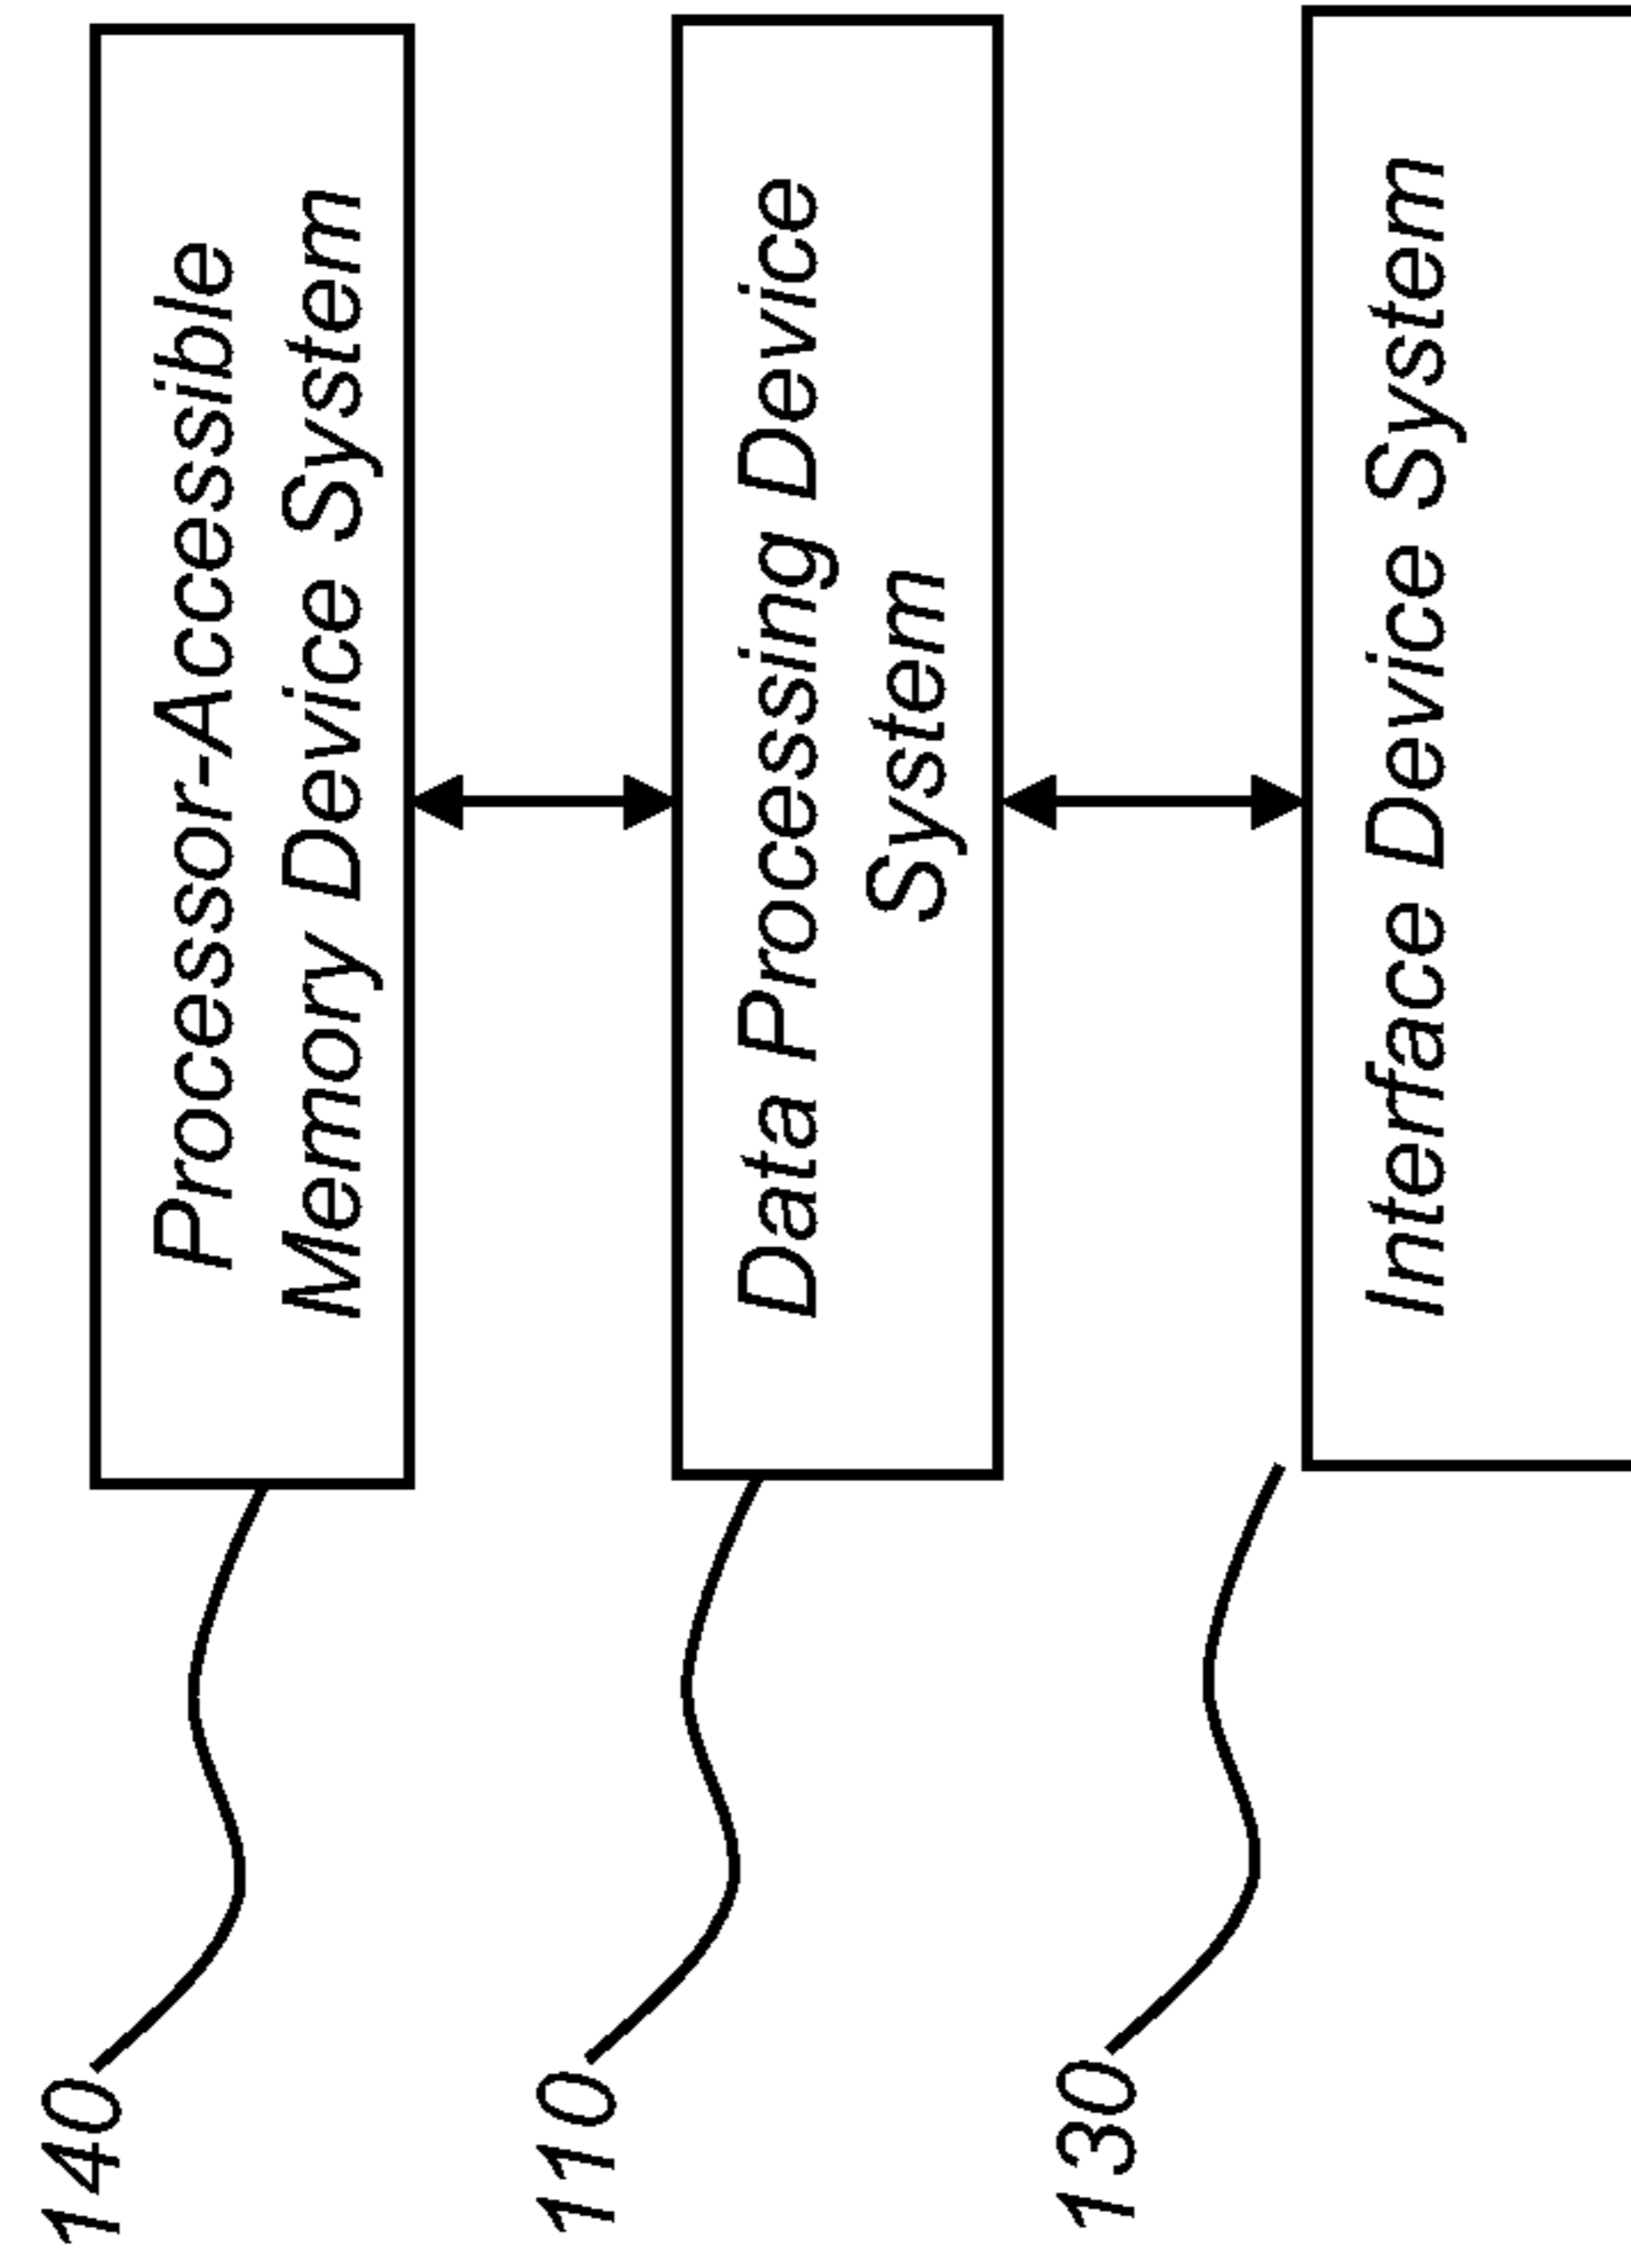 140
Processor-Accessible
Memory Device System
110
Data Processing Device
System
130
Interface Device System